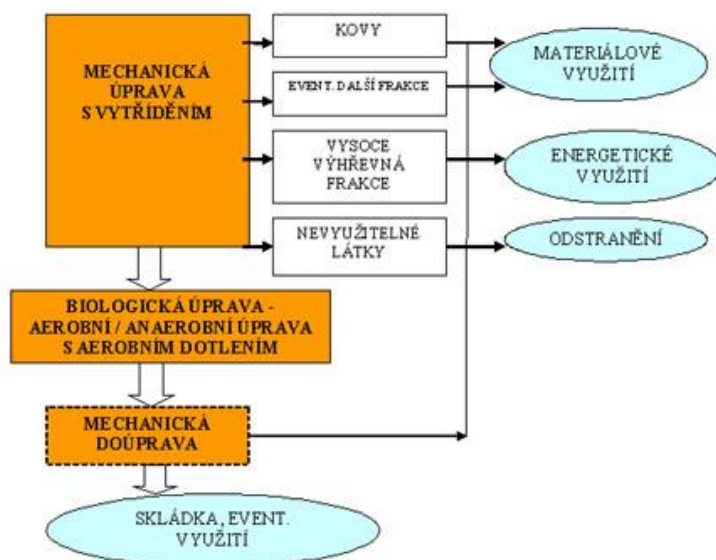 MECHANICKÁ
ÚPRAVA
S VYTŘÍDĚNÍM
KOVY
EVENT. DALŠÍ FRAKCE
VYSOCE
VÝHŘEVNÁ
FRAKCE
NEVYUŽITELNÉ
LÁTKY
MATERIÁLOVÉ
VYUŽITÍ
ENERGETICKÉ
VYUŽITÍ
ODSTRANĚNÍ
BIOLOGICKÁ ÚPRAVA -
AEROBNÍ / ANAEROBNÍ ÚPRAVA
S AEROBNÍM DOTLENÍM
MECHANICKÁ
DOÚPRAVA
SKLÁDKA, EVENT.
VYUŽITÍ